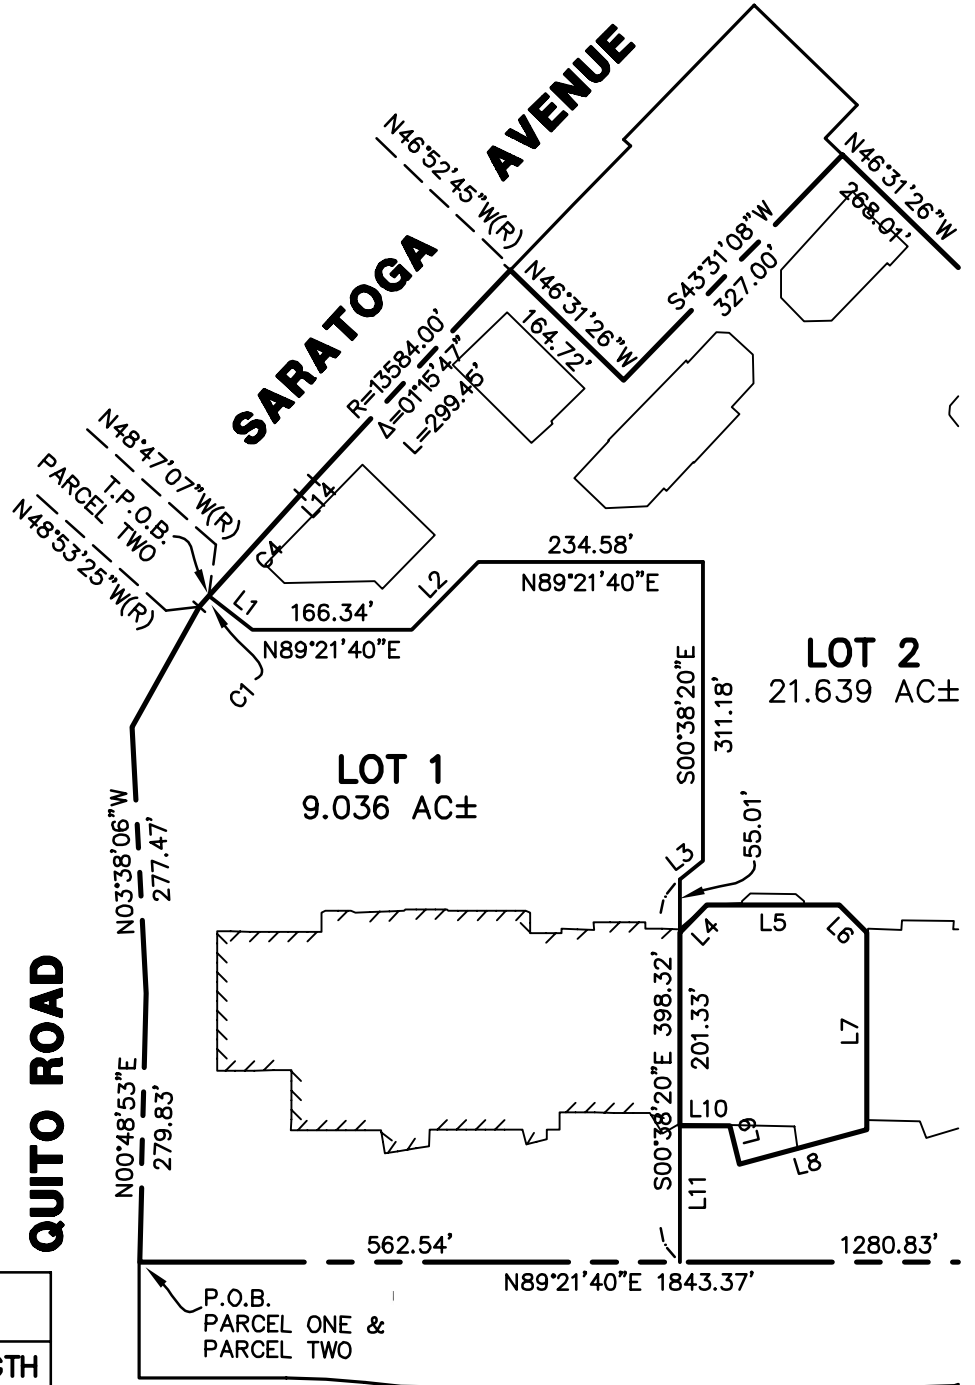 AVENUE
SARATOGA
N46°52'45"W(R)
N46°31'26"W
268.01'
S43°31'08"W
327.00'
N46°31'26"W
164.72'
R=13584.00'
Δ=01°15'47"
L=299.45'
N48°47'07"W(R)
T.P.O.B.
PARCEL TWO
N48°53'25"W(R)
L14
C4
L1
L2
166.34'
N89°21'40"E
234.58'
N89°21'40"E
C1
S00°38'20"E
311.18'
LOT 2
21.639 AC±
LOT 1
9.036 AC±
N03°38'06"W
277.47'
L3
55.01'
L4
L5
L6
L7
S00°38'20"E 398.32'
201.33'
L10
L9
L8
L11
QUITO ROAD
N00°48'53"E
279.83'
562.54'
1280.83'
N89°21'40"E 1843.37'
P.O.B.
PARCEL ONE &
PARCEL TWO